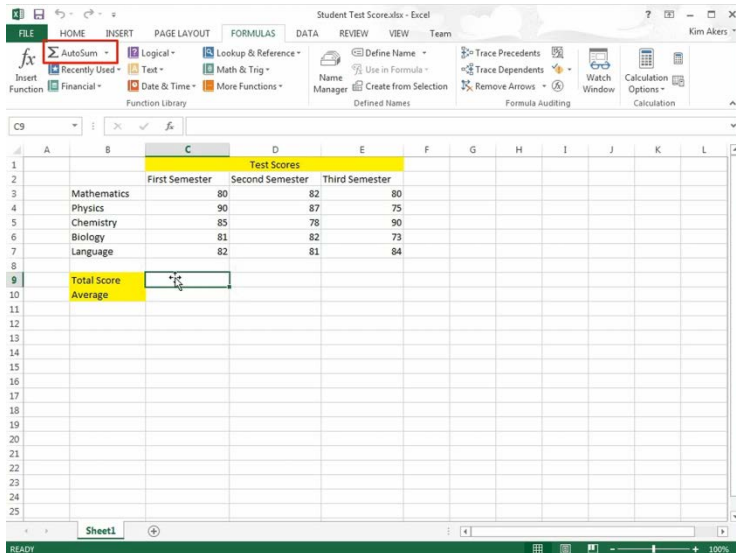 Student Test Score.xlsx - Excel
FILE HOME INSERT PAGE LAYOUT FORMULAS DATA REVIEW VIEW Team Kim Akers
fx Insert Function
Σ AutoSum
Recently Used
Financial
Logical
Text
Date & Time
Lookup & Reference
Math & Trig
More Functions
Function Library
Name Manager
Define Name
Use in Formula
Create from Selection
Defined Names
Trace Precedents
Trace Dependents
Remove Arrows
Formula Auditing
Watch Window
Calculation Options
Calculation
C9 fx
A B C D E F G H I J K L
1 Test Scores
2 First Semester Second Semester Third Semester
3 Mathematics 80 82 80
4 Physics 90 87 75
5 Chemistry 85 78 90
6 Biology 81 82 73
7 Language 82 81 84
8
9 Total Score
10 Average
11
12
13
14
15
16
17
18
19
20
21
22
23
24
25
Sheet1
READY 100%